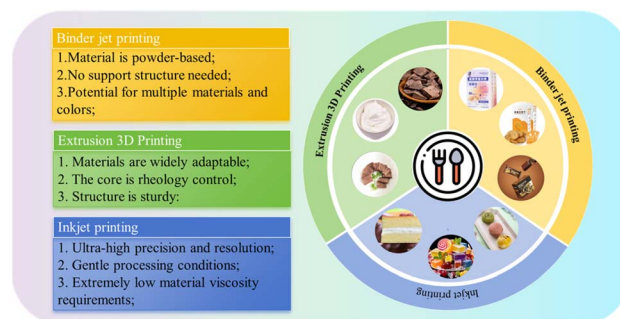 Binder jet printing
1.Material is powder-based;
2.No support structure needed;
3.Potential for multiple materials and
colors;
Extrusion 3D Printing
1. Materials are widely adaptable;
2. The core is rheology control;
3. Structure is sturdy:
Inkjet printing
1. Ultra-high precision and resolution;
2. Gentle processing conditions;
3. Extremely low material viscosity
requirements;
Extrusion 3D Printing
Binder jet printing
Inkjet printing